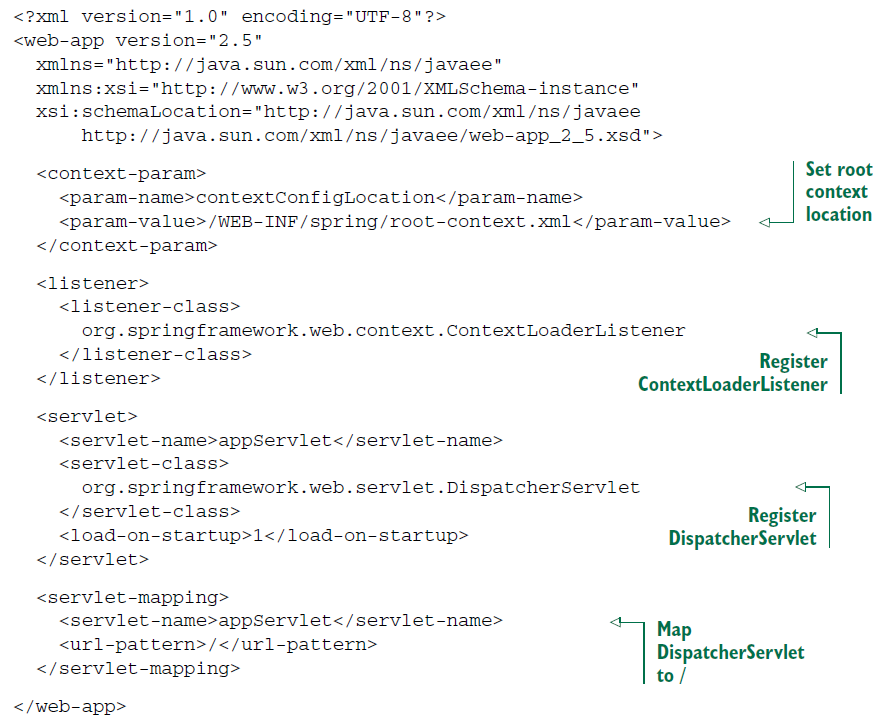 <?xml version="1.0" encoding="UTF-8"?>
<web-app version="2.5"
xmlns="http://java.sun.com/xml/ns/javaee"
xmlns:xsi="http://www.w3.org/2001/XMLSchema-instance"
xsi:schemaLocation="http://java.sun.com/xml/ns/javaee
http://java.sun.com/xml/ns/javaee/web-app_2_5.xsd">
<context-param>
<param-name>contextConfigLocation</param-name>
<param-value>/WEB-INF/spring/root-context.xml</param-value>
</context-param>
Set root
context
location
<listener>
<listener-class>
org.springframework.web.context.ContextLoaderListener
</listener-class>
</listener>
Register
ContextLoaderListener
<servlet>
<servlet-name>appServlet</servlet-name>
<servlet-class>
org.springframework.web.servlet.DispatcherServlet
</servlet-class>
<load-on-startup>1</load-on-startup>
</servlet>
Register
DispatcherServlet
<servlet-mapping>
<servlet-name>appServlet</servlet-name>
<url-pattern>/</url-pattern>
</servlet-mapping>
Map
DispatcherServlet
to /
</web-app>